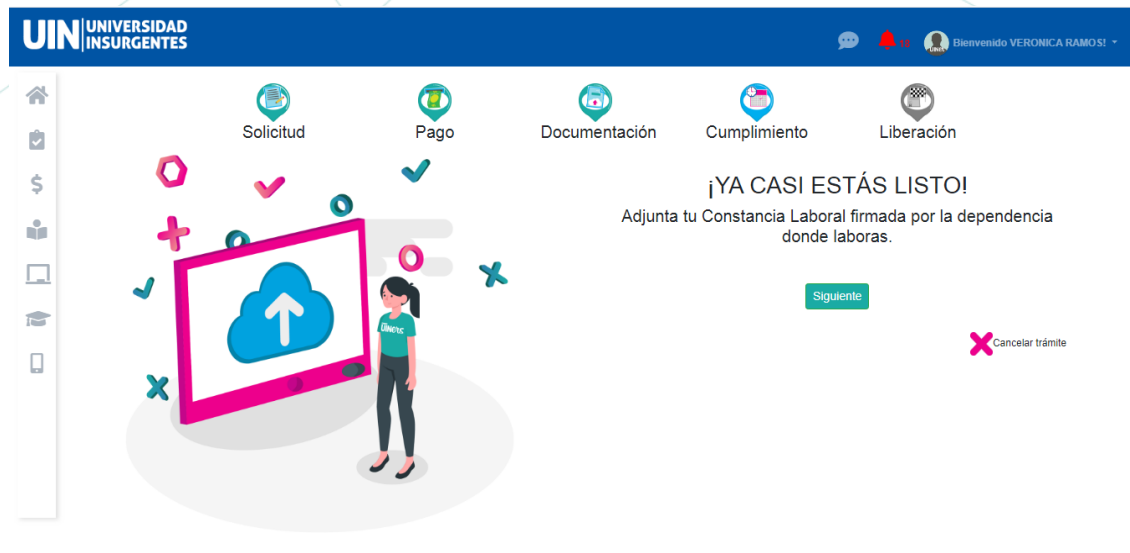 UIN UNIVERSIDAD
INSURGENTES
Bienvenido VERONICA RAMOS!
Solicitud
Pago
Documentación
Cumplimiento
Liberación
¡YA CASI ESTÁS LISTO!
Adjunta tu Constancia Laboral firmada por la dependencia
donde laboras.
Uiners
Siguiente
Cancelar trámite